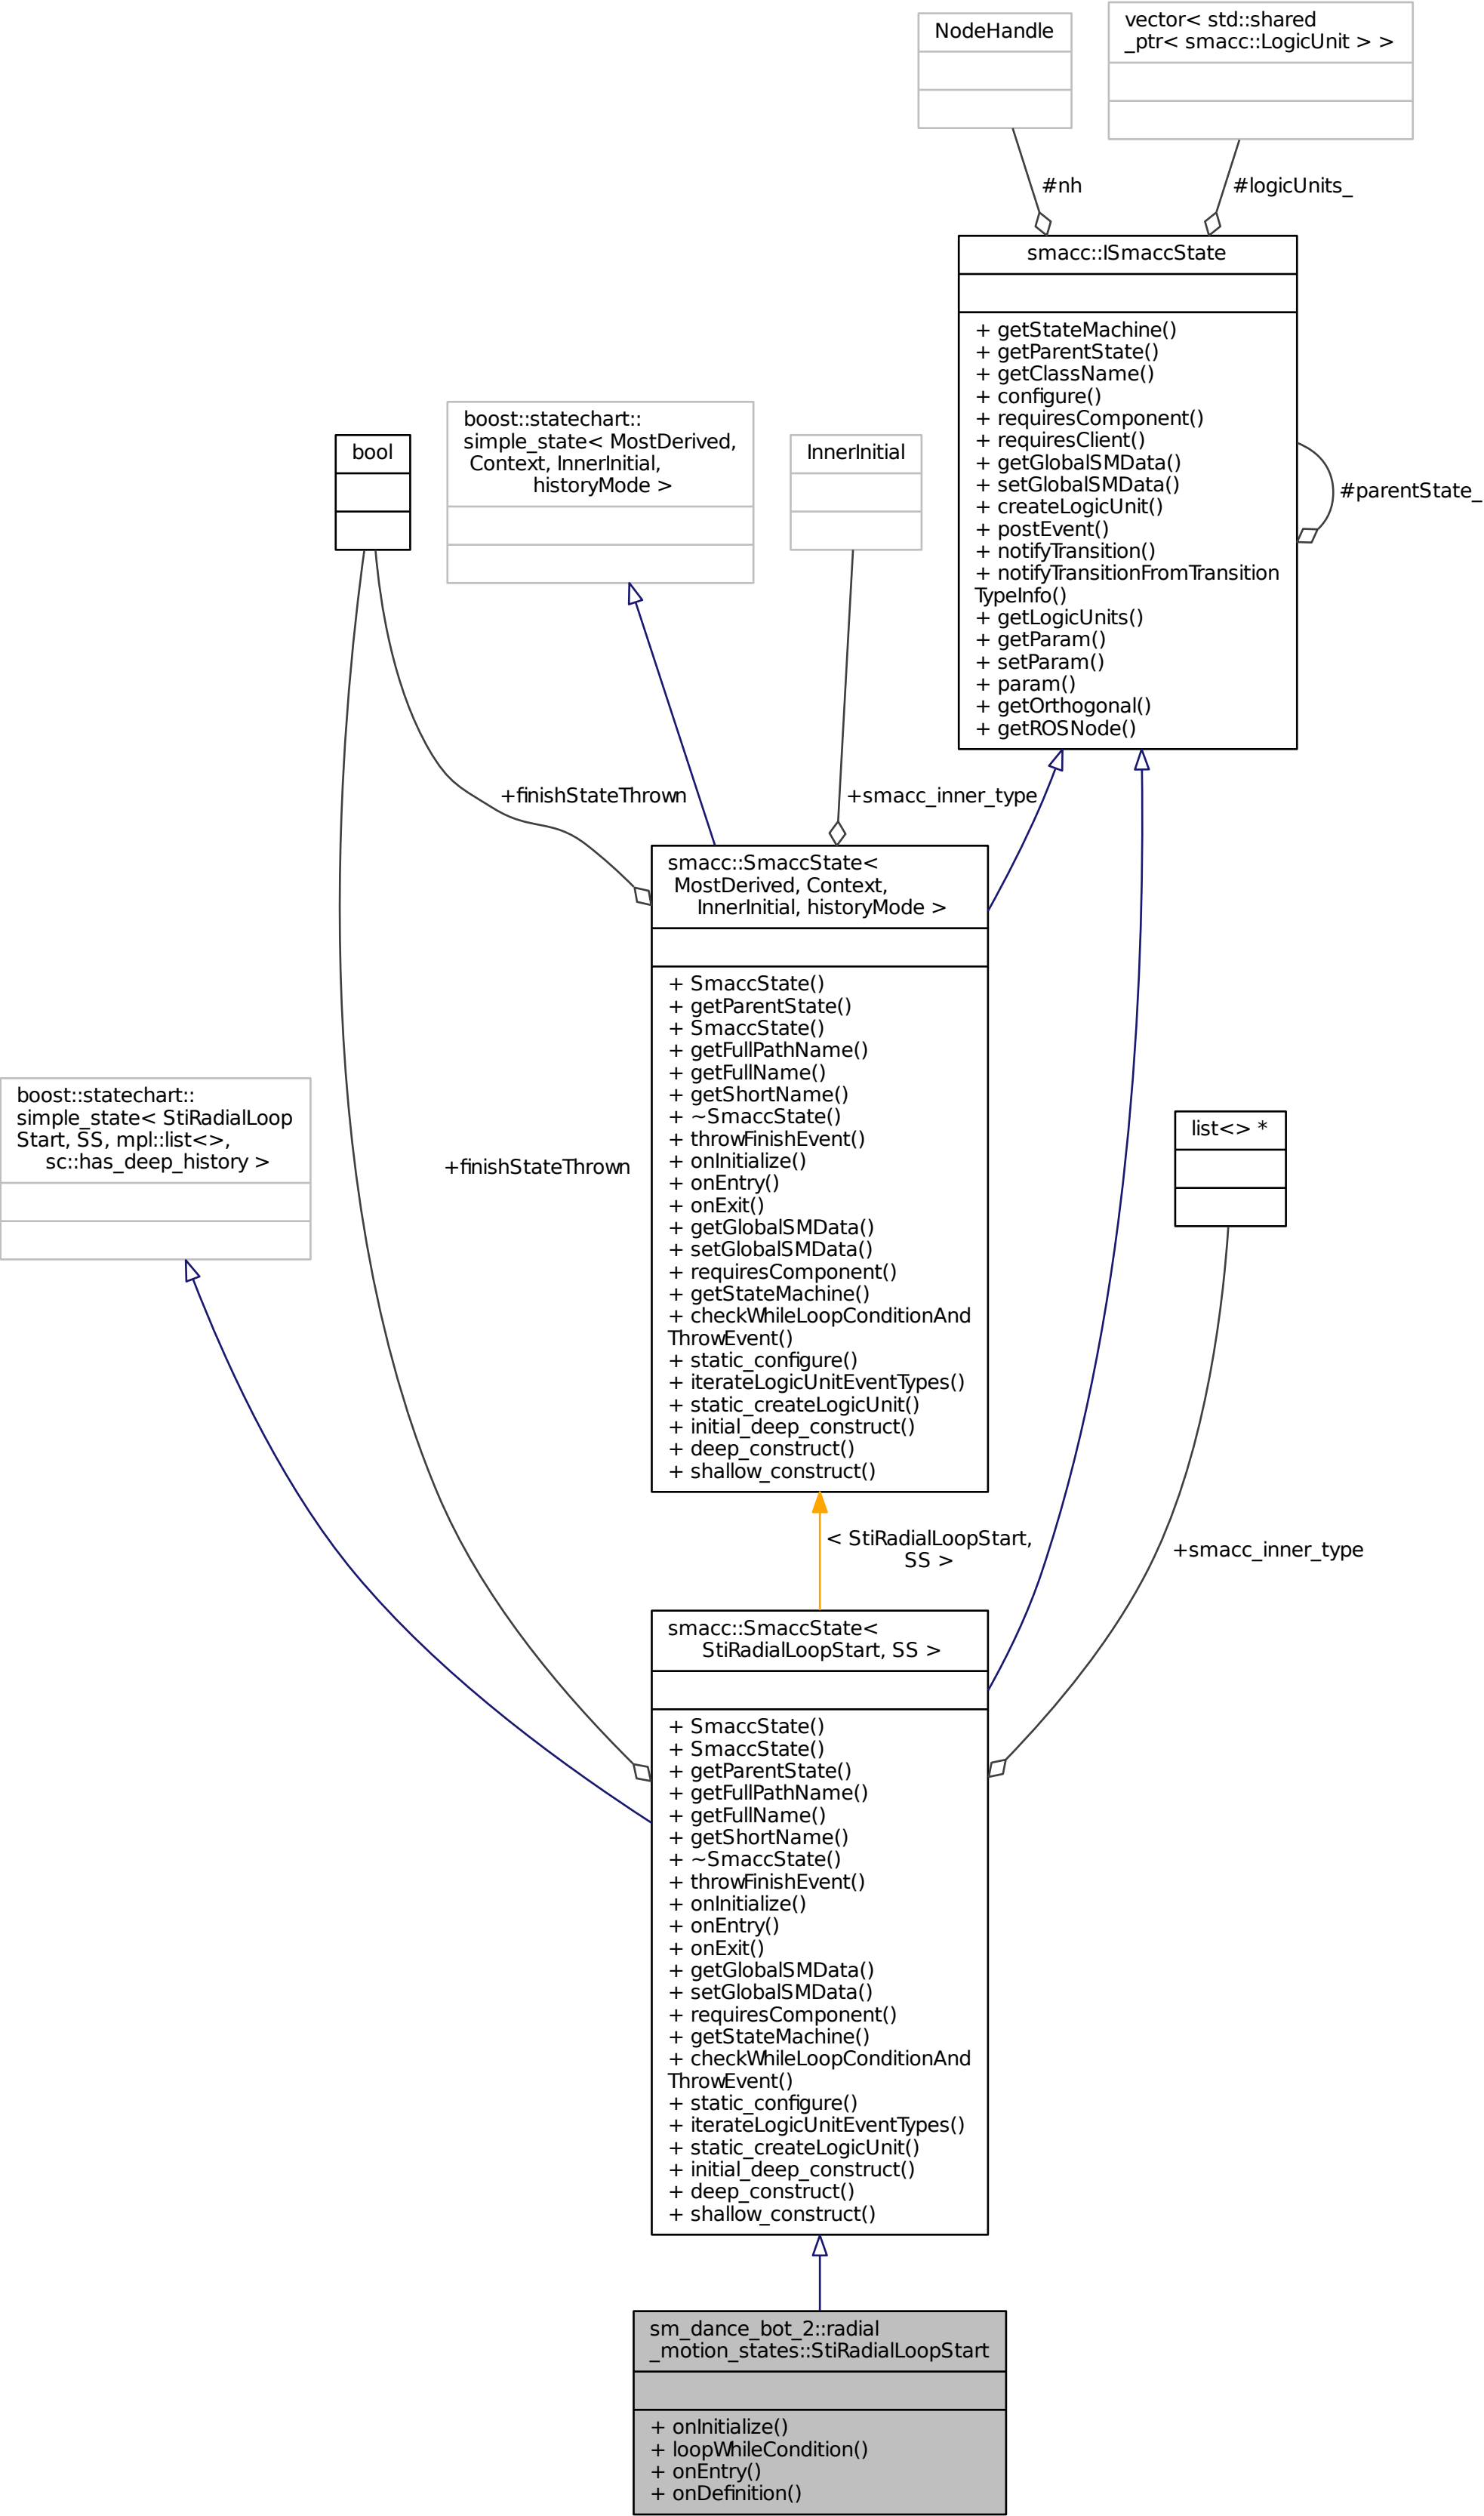 NodeHandle
vector< std::shared
_ptr< smacc::LogicUnit > >
#nh
#logicUnits_
smacc::ISmaccState
+ getStateMachine()
+ getParentState()
+ getClassName()
+ configure()
+ requiresComponent()
+ requiresClient()
+ getGlobalSMData()
+ setGlobalSMData()
+ createLogicUnit()
+ postEvent()
+ notifyTransition()
+ notifyTransitionFromTransition
TypeInfo()
+ getLogicUnits()
+ getParam()
+ setParam()
+ param()
+ getOrthogonal()
+ getROSNode()
#parentState_
bool
boost::statechart::
simple_state< MostDerived,
Context, InnerInitial,
historyMode >
InnerInitial
+finishStateThrown
+smacc_inner_type
smacc::SmaccState<
MostDerived, Context,
InnerInitial, historyMode >
+ SmaccState()
+ getParentState()
+ SmaccState()
+ getFullPathName()
+ getFullName()
+ getShortName()
+ ~SmaccState()
+ throwFinishEvent()
+ onInitialize()
+ onEntry()
+ onExit()
+ getGlobalSMData()
+ setGlobalSMData()
+ requiresComponent()
+ getStateMachine()
+ checkWhileLoopConditionAnd
ThrowEvent()
+ static_configure()
+ iterateLogicUnitEventTypes()
+ static_createLogicUnit()
+ initial_deep_construct()
+ deep_construct()
+ shallow_construct()
boost::statechart::
simple_state< StiRadialLoop
Start, SS, mpl::list<>,
sc::has_deep_history >
+finishStateThrown
list<> *
< StiRadialLoopStart,
SS >
+smacc_inner_type
smacc::SmaccState<
StiRadialLoopStart, SS >
+ SmaccState()
+ SmaccState()
+ getParentState()
+ getFullPathName()
+ getFullName()
+ getShortName()
+ ~SmaccState()
+ throwFinishEvent()
+ onInitialize()
+ onEntry()
+ onExit()
+ getGlobalSMData()
+ setGlobalSMData()
+ requiresComponent()
+ getStateMachine()
+ checkWhileLoopConditionAnd
ThrowEvent()
+ static_configure()
+ iterateLogicUnitEventTypes()
+ static_createLogicUnit()
+ initial_deep_construct()
+ deep_construct()
+ shallow_construct()
sm_dance_bot_2::radial
_motion_states::StiRadialLoopStart
+ onInitialize()
+ loopWhileCondition()
+ onEntry()
+ onDefinition()